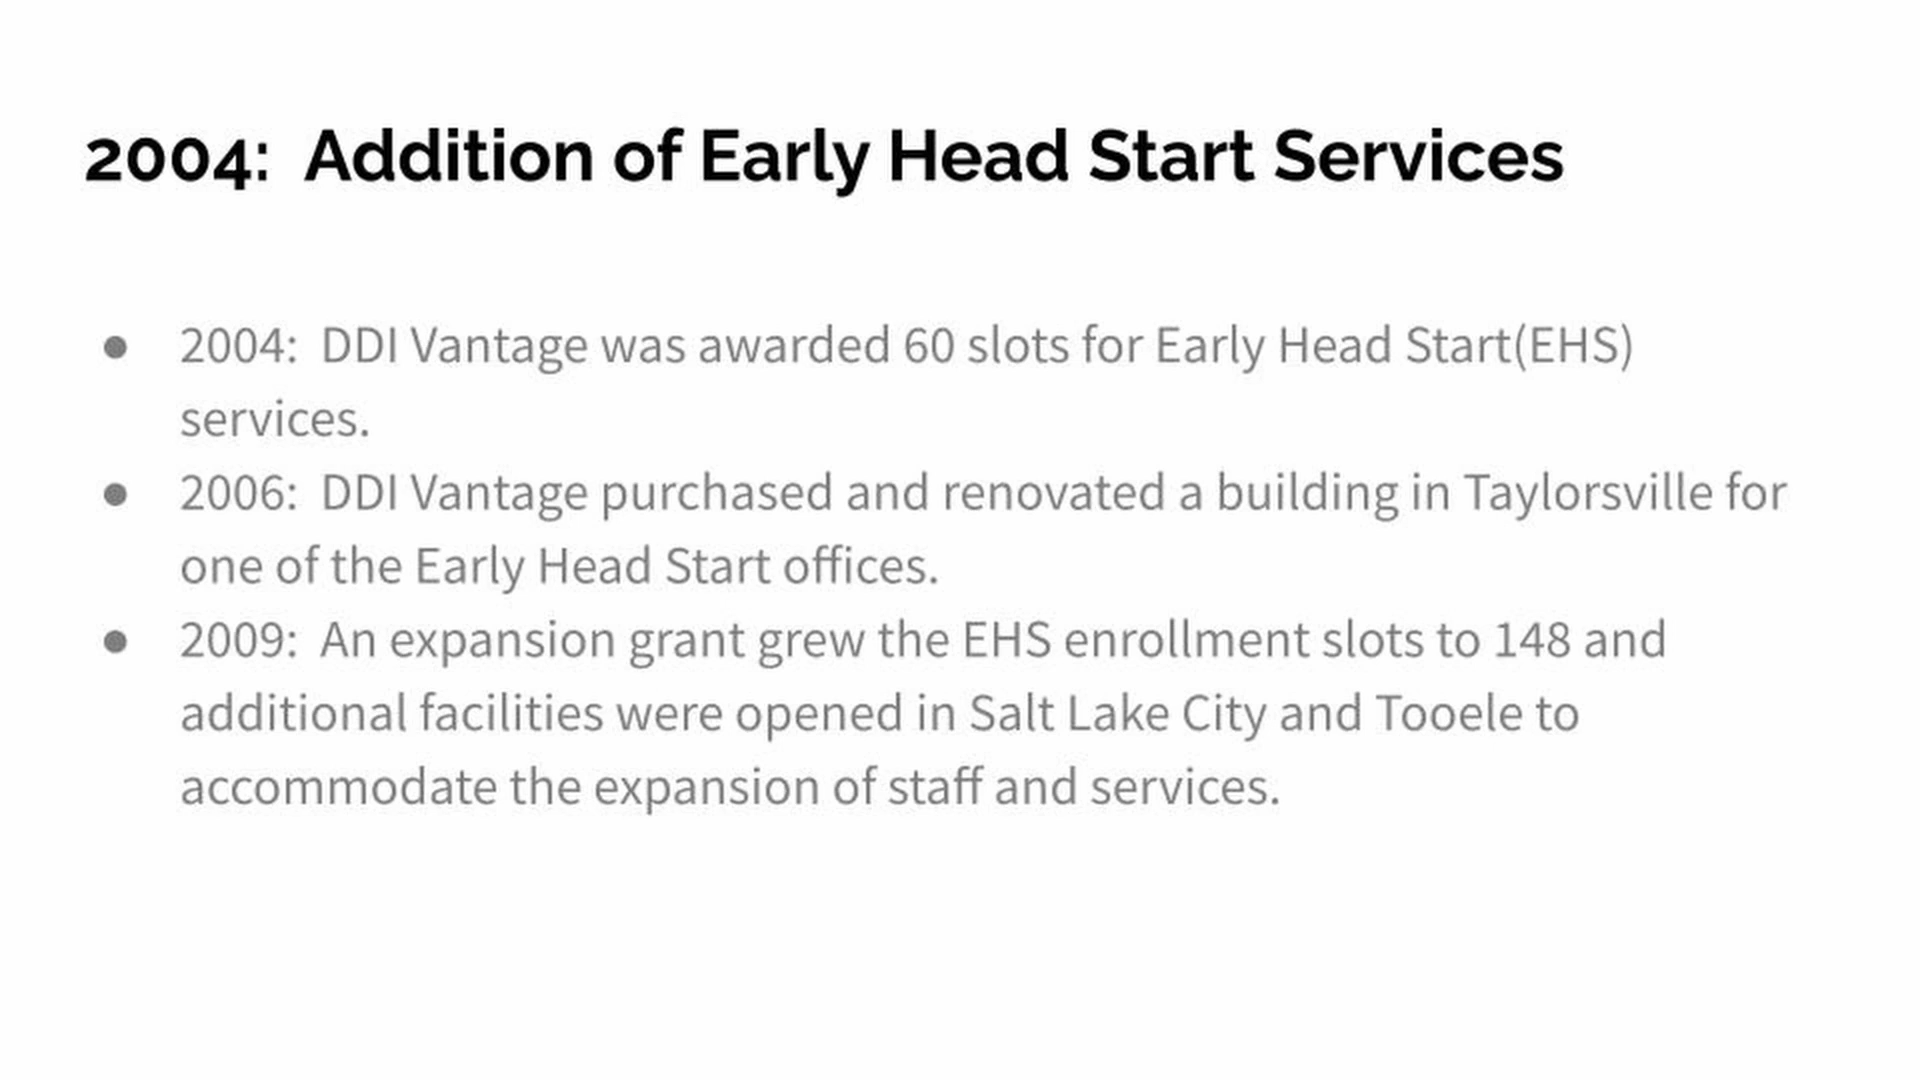 2004:  Addition of Early Head Start Services
● 2004:  DDI Vantage was awarded 60 slots for Early Head Start(EHS)
services.
● 2006:  DDI Vantage purchased and renovated a building in Taylorsville for
one of the Early Head Start offices.
● 2009:  An expansion grant grew the EHS enrollment slots to 148 and
additional facilities were opened in Salt Lake City and Tooele to
accommodate the expansion of staff and services.